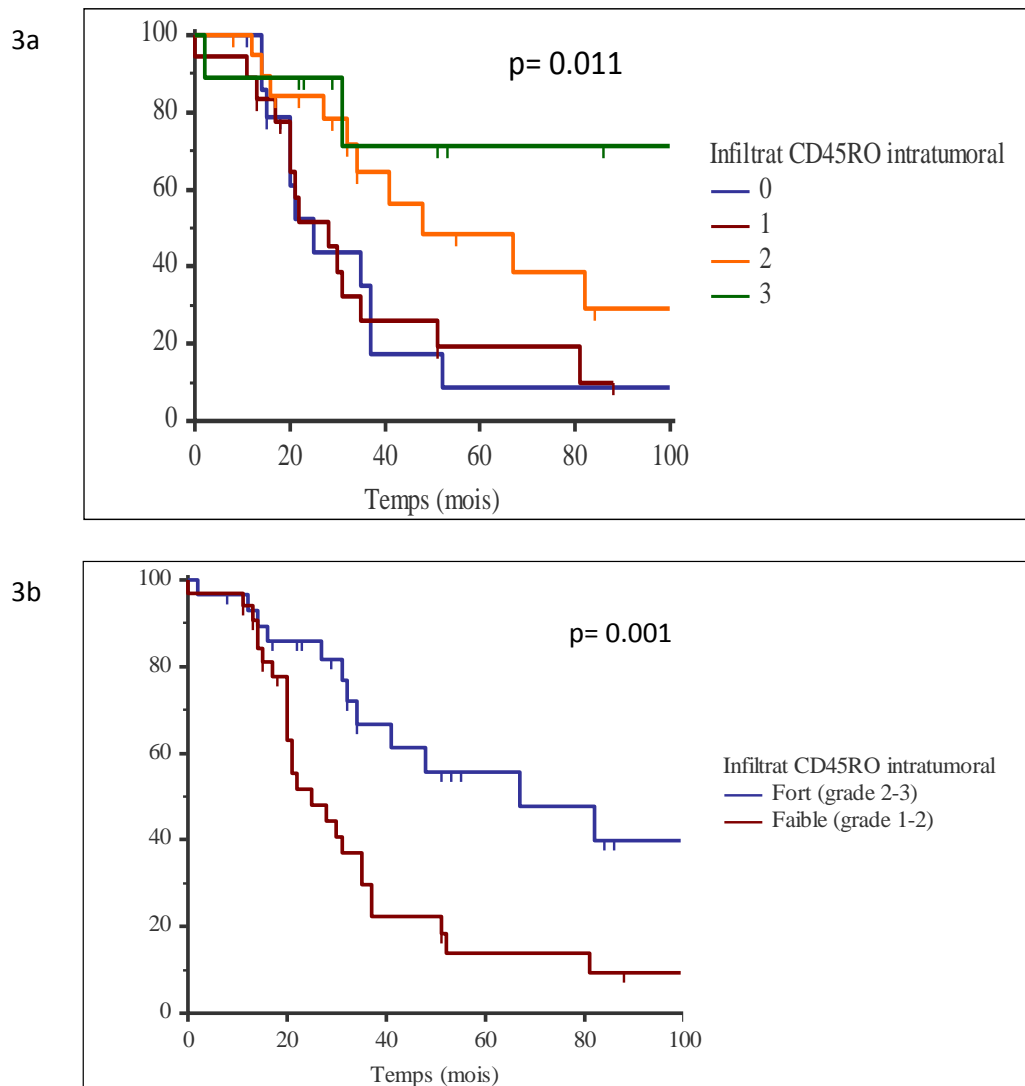 3a
100
80
60
40
20
0
p= 0.011
Infiltrat CD45RO intratumoral
0
1
2
3
0 20 40 60 80 100
Temps (mois)
3b
100
80
60
40
20
0
p= 0.001
Infiltrat CD45RO intratumoral
Fort (grade 2-3)
Faible (grade 1-2)
0 20 40 60 80 100
Temps (mois)